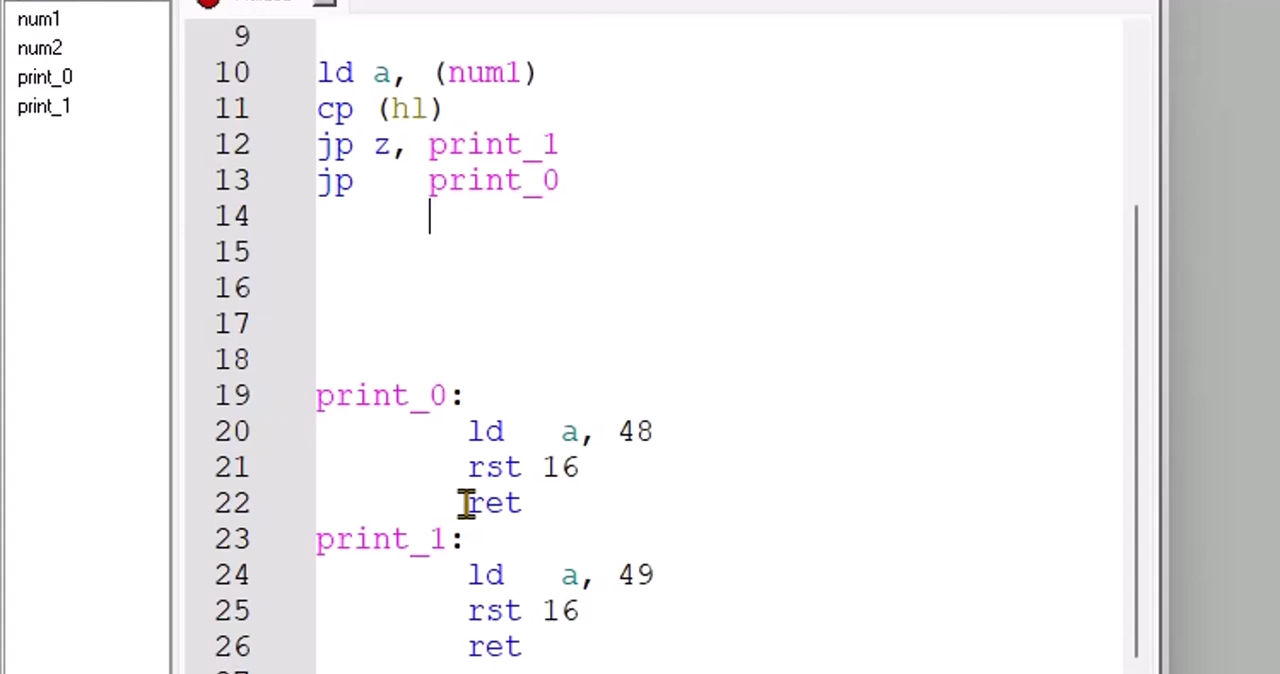 num1
num2
print_0
print_1
9
10 ld a, (num1)
11 cp (hl)
12 jp z, print_1
13 jp print_0
14
15
16
17
18
19 print_0:
20 ld a, 48
21 rst 16
22 ret
23 print_1:
24 ld a, 49
25 rst 16
26 ret